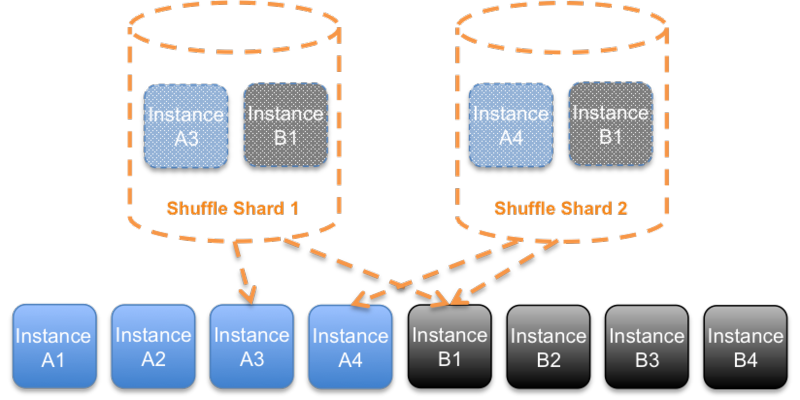 Instance
A3
Instance
B1
Shuffle Shard 1
Instance
A4
Instance
B1
Shuffle Shard 2
Instance
A1
Instance
A2
Instance
A3
Instance
A4
Instance
B1
Instance
B2
Instance
B3
Instance
B4